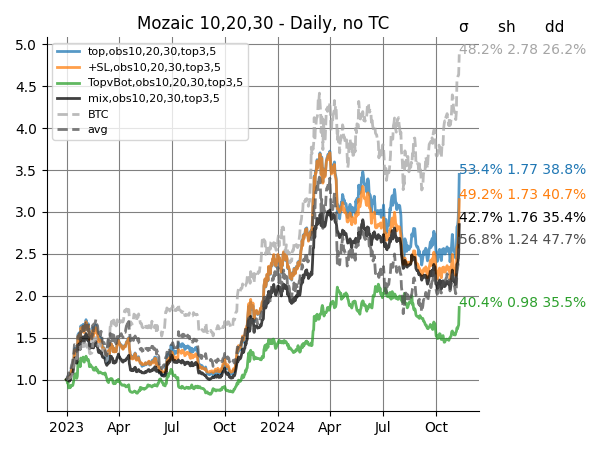 Mozaic 10,20,30 - Daily, no TC
σ sh dd
top,obs10,20,30,top3,5
+SL,obs10,20,30,top3,5
TopvBot,obs10,20,30,top3,5
mix,obs10,20,30,top3,5
BTC
avg
48.2% 2.78 26.2%
53.4% 1.77 38.8%
49.2% 1.73 40.7%
42.7% 1.76 35.4%
56.8% 1.24 47.7%
40.4% 0.98 35.5%
5.0
4.5
4.0
3.5
3.0
2.5
2.0
1.5
1.0
2023 Apr Jul Oct 2024 Apr Jul Oct